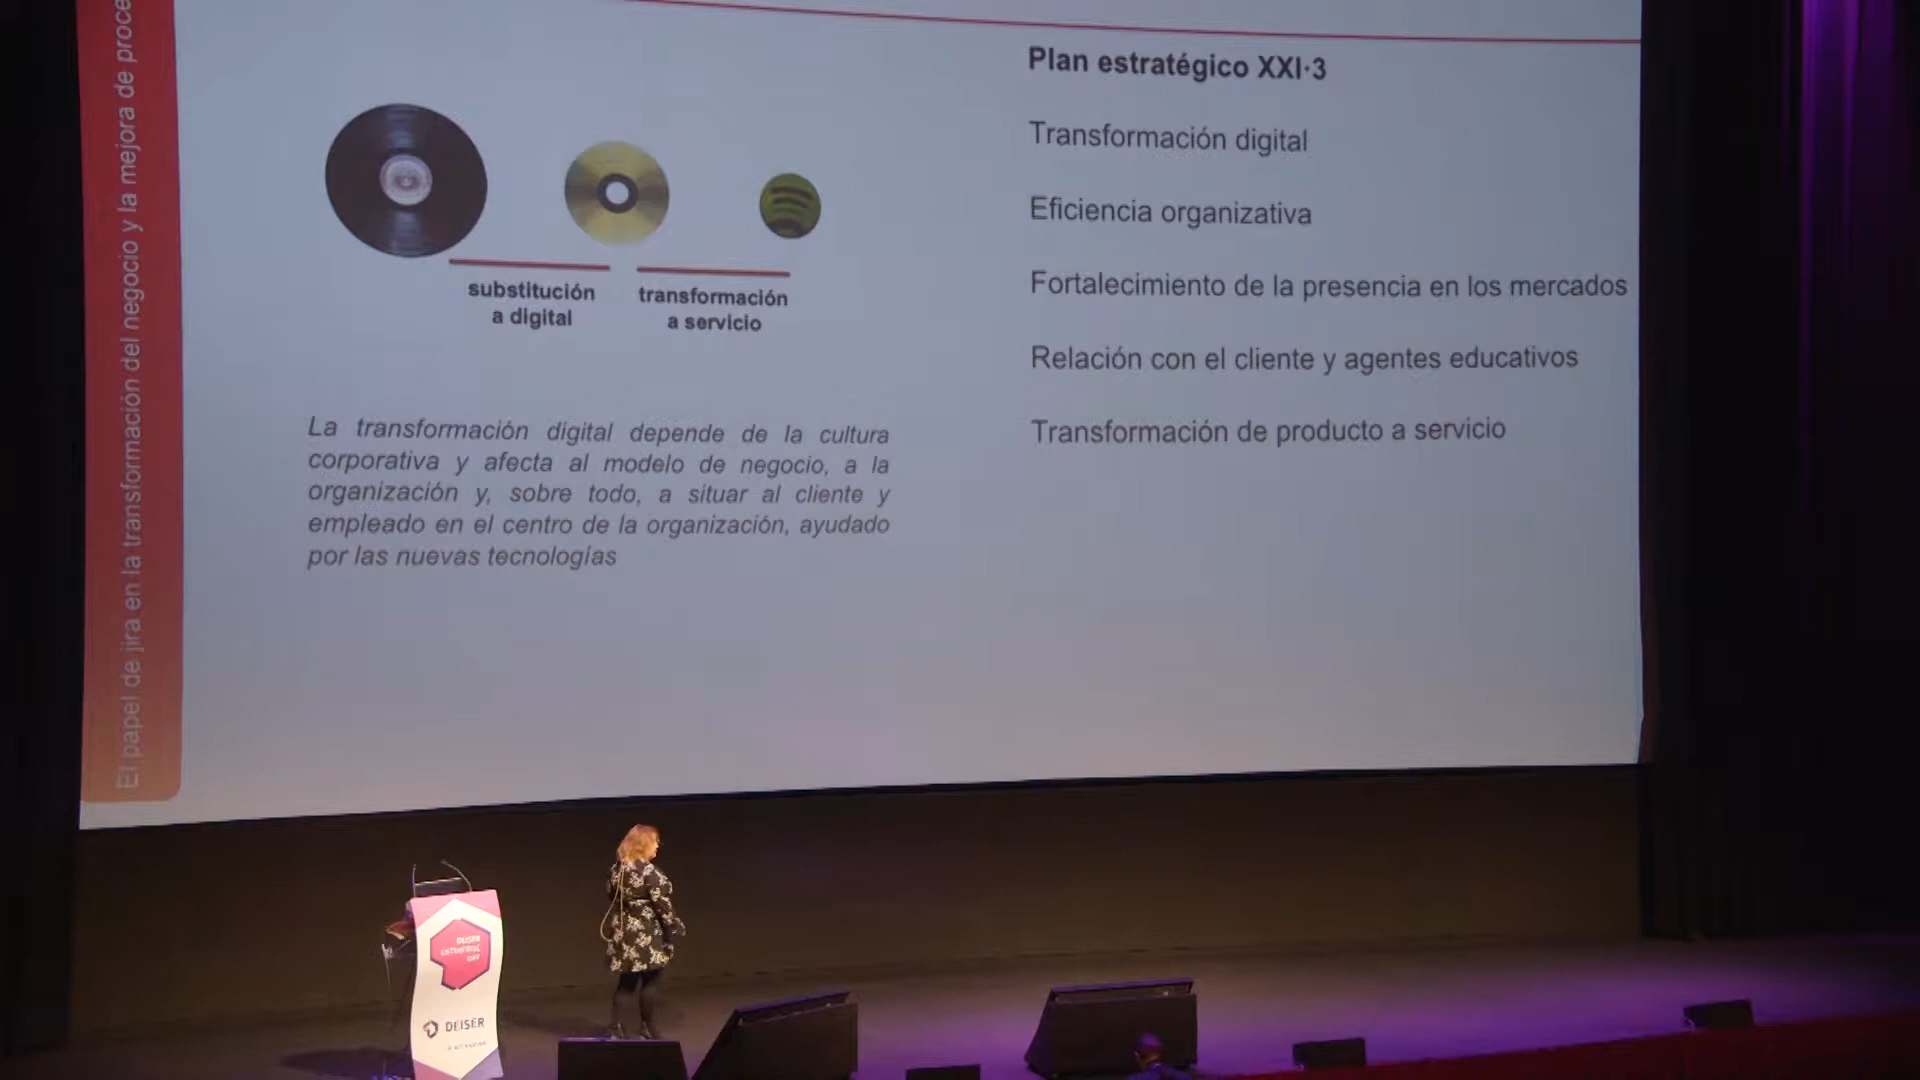 El papel de jira en la transformación del negocio y la mejora de proce
substitución
a digital
transformación
a servicio
La transformación digital depende de la cultura
corporativa y afecta al modelo de negocio, a la
organización y, sobre todo, a situar al cliente y
empleado en el centro de la organización, ayudado
por las nuevas tecnologías
Plan estratégico XXI·3
Transformación digital
Eficiencia organizativa
Fortalecimiento de la presencia en los mercados
Relación con el cliente y agentes educativos
Transformación de producto a servicio
DEISER
ENTERPRISE
DAY
DEISER